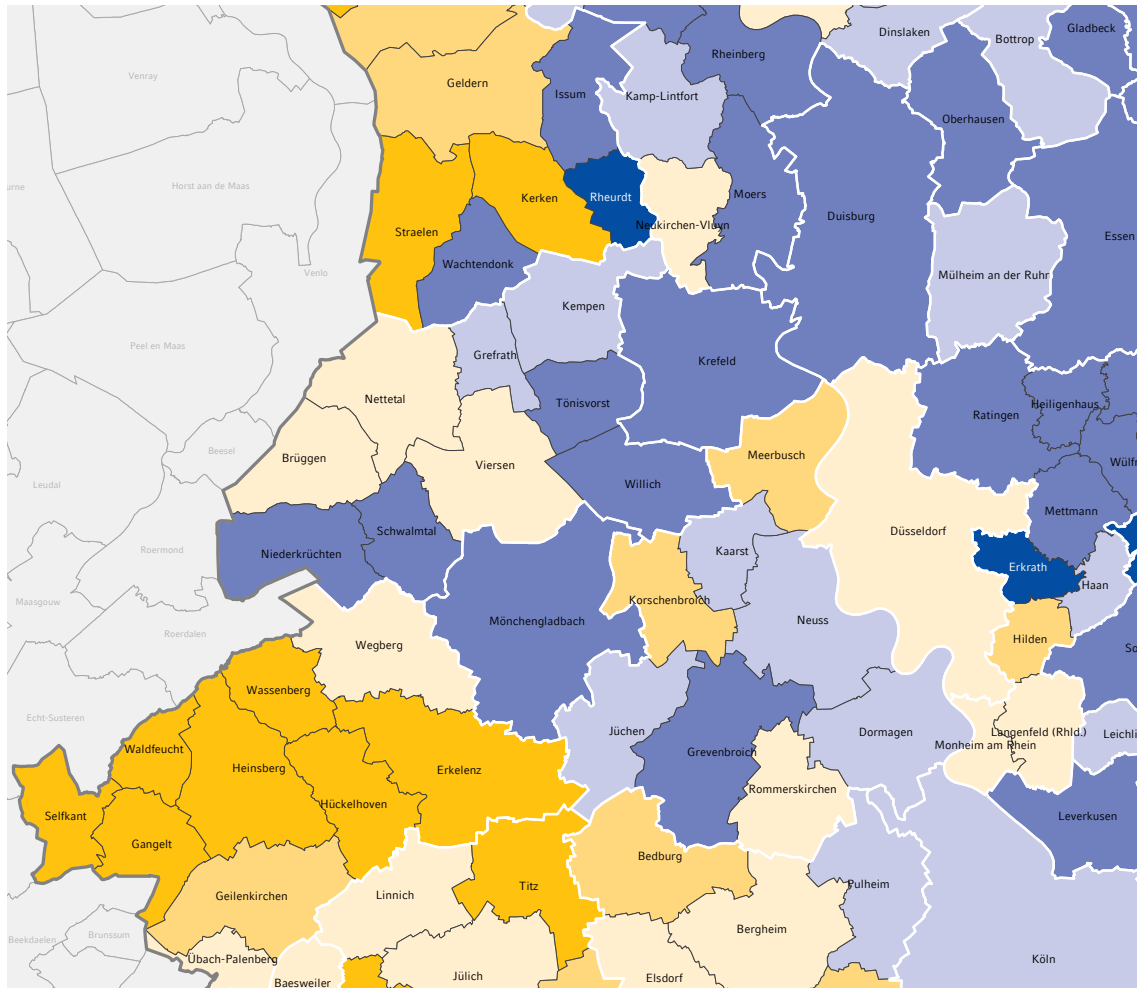 Dinslaken
Gladbeck
Bottrop
Rheinberg
Venray
Geldern
Issum
Kamp-Lintfort
Oberhausen
Horst aan de Maas
Kerken
Rheurdt
Moers
Duisburg
Neukirchen-Vluyn
Straelen
Essen
Wachtendonk
Venlo
Mülheim an der Ruhr
Kempen
Peel en Maas
Grefrath
Krefeld
Nettetal
Tönisvorst
Heiligenhaus
Ratingen
Beesel
Brüggen
Viersen
Meerbusch
Leudal
Willich
Mettmann
Schwalmtal
Düsseldorf
Roermond
Niederkrüchten
Kaarst
Erkrath
Haan
Maasgouw
Korschenbroich
Mönchengladbach
Neuss
Roerdalen
Wegberg
Hilden
Wassenberg
Echt-Susteren
Jüchen
Dormagen
Langenfeld (Rhld.)
Monheim am Rhein
Waldfeucht
Grevenbroich
Heinsberg
Erkelenz
Rommerskirchen
Hückelhoven
Selfkant
Leverkusen
Gangelt
Bedburg
Titz
Pulheim
Geilenkirchen
Linnich
Bergheim
Brunssum
Beekdaelen
Übach-Palenberg
Köln
Jülich
Elsdorf
Baesweiler